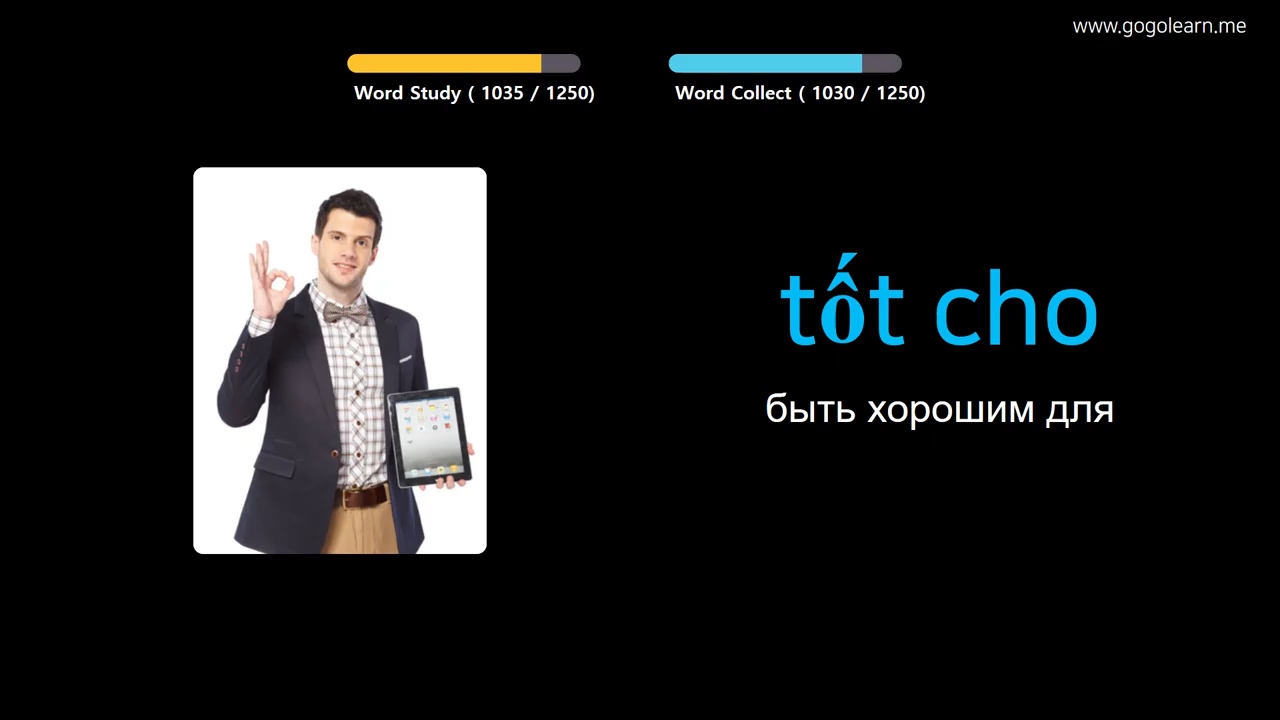 www.gogolearn.me
Word Study ( 1035 / 1250)
Word Collect ( 1030 / 1250)
tốt cho
быть хорошим для